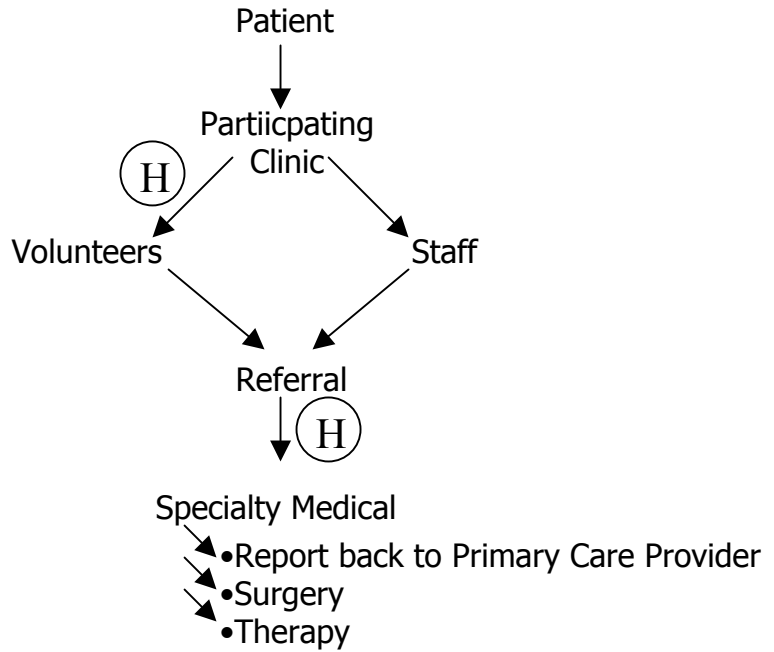 Patient
Partiicpating
Clinic
H
Volunteers
Staff
Referral
H
Specialty Medical
•Report back to Primary Care Provider
•Surgery
•Therapy